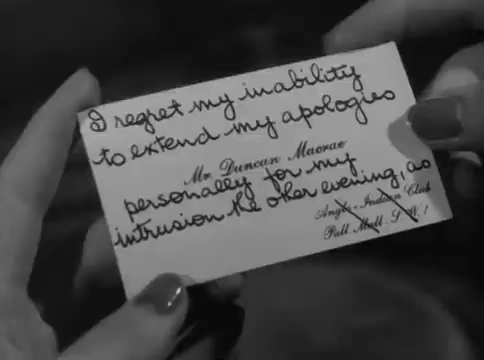 I regret my inability
to extend my apologies
Mr. Duncan Macrae
personally for my
intrusion the other evening, as
Anglo-Indian Club
Pall Mall. S.W.1